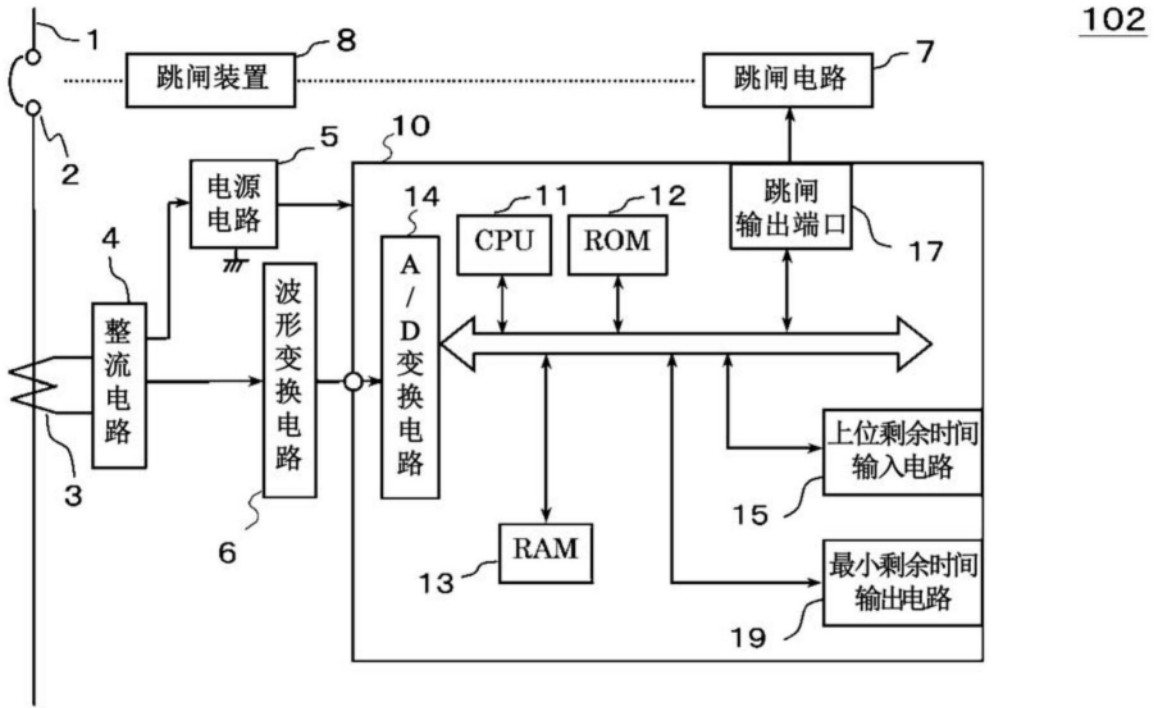 102
1
8
跳闸装置
7
跳闸电路
2
5
电源
电路
10
14
11
CPU
12
ROM
跳闸
输出端口
17
4
整流电路
波形变换电路
6
A/D变换电路
3
上位剩余时间
输入电路
15
RAM
13
最小剩余时间
输出电路
19